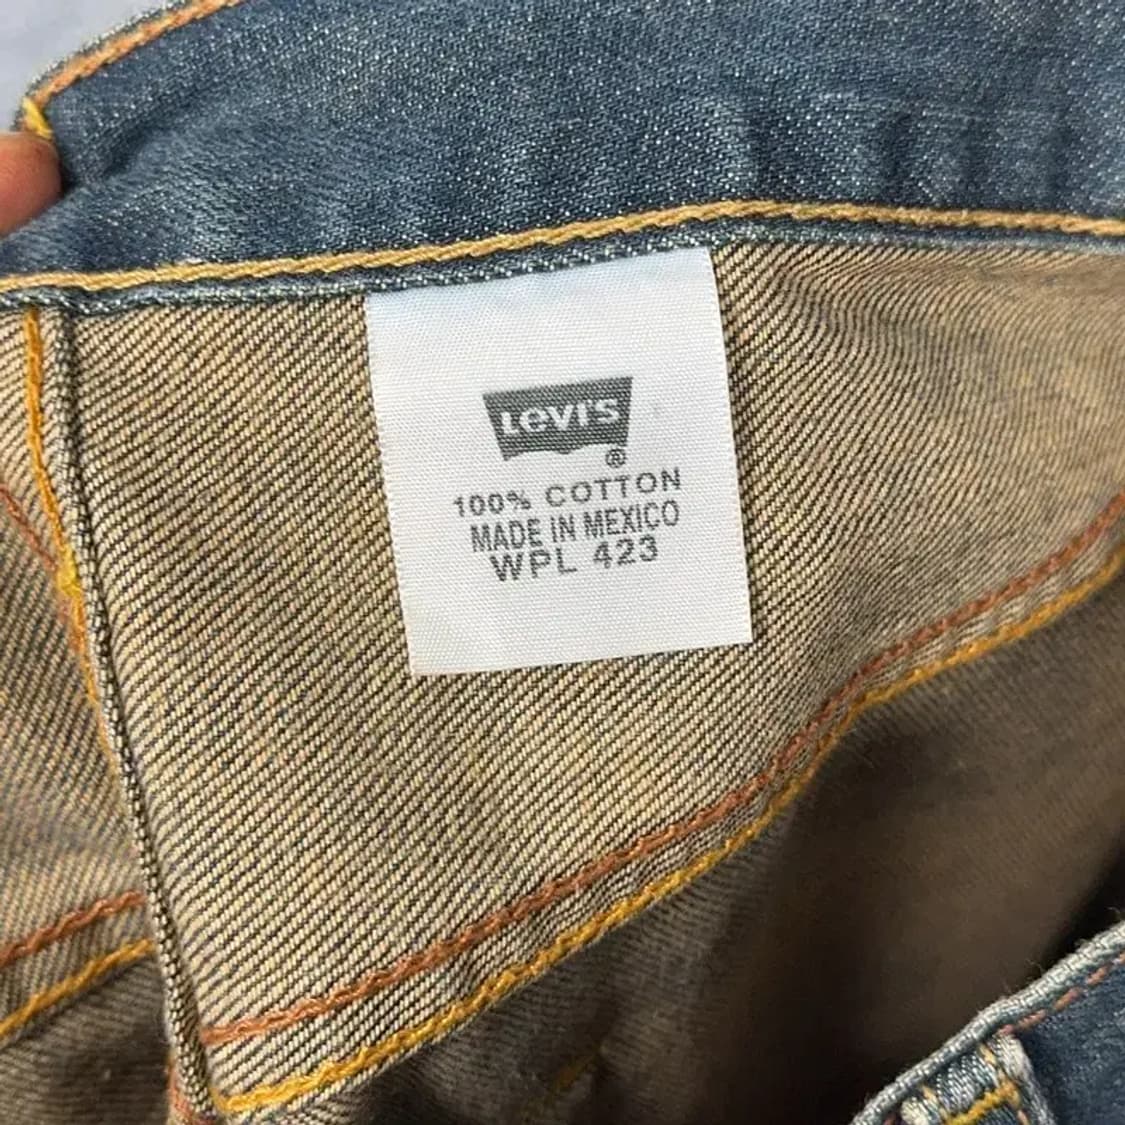 Levi's
®
100% COTTON
MADE IN MEXICO
WPL 423